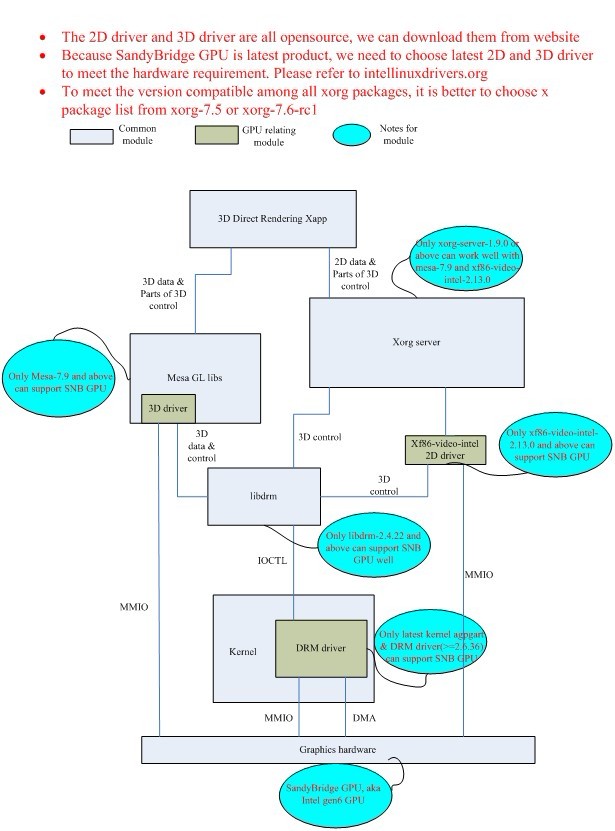 The 2D driver and 3D driver are all opensource, we can download them from website
Because SandyBridge GPU is latest product, we need to choose latest 2D and 3D driver
to meet the hardware requirement. Please refer to intellinuxdrivers.org
To meet the version compatible among all xorg packages, it is better to choose x
package list from xorg-7.5 or xorg-7.6-rc1
Common
module
GPU relating
module
Notes for
module
3D Direct Rendering Xapp
3D data &
Parts of 3D
control
2D data &
Parts of 3D
control
Only xorg-server-1.9.0 or
above can work well with
mesa-7.9 and xf86-video-
intel-2.13.0
Xorg server
Only Mesa-7.9 and above
can support SNB GPU
Mesa GL libs
3D driver
3D
data &
control
3D control
Xf86-video-intel
2D driver
Only xf86-video-intel-
2.13.0 and above can
support SNB GPU
3D
control
libdrm
Only libdrm-2.4.22 and
above can support SNB
GPU well
IOCTL
MMIO
MMIO
Kernel
DRM driver
Only latest kernel agpgart
& DRM driver(>=2.6.36)
can support SNB GPU
MMIO
DMA
Graphics hardware
SandyBridge GPU, aka
Intel gen6 GPU